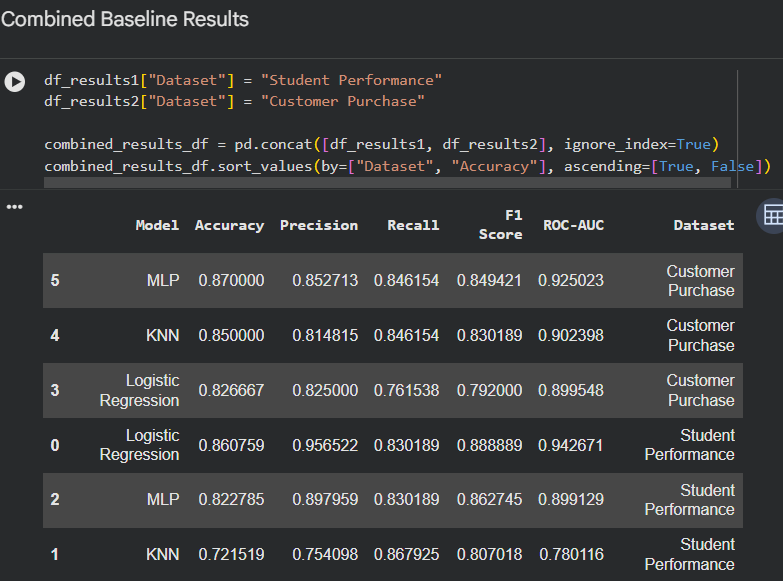 Combined Baseline Results
df_results1["Dataset"] = "Student Performance"
df_results2["Dataset"] = "Customer Purchase"
combined_results_df = pd.concat([df_results1, df_results2], ignore_index=True)
combined_results_df.sort_values(by=["Dataset", "Accuracy"], ascending=[True, False])
Model Accuracy Precision Recall F1 Score ROC-AUC Dataset
5 MLP 0.870000 0.852713 0.846154 0.849421 0.925023 Customer Purchase
4 KNN 0.850000 0.814815 0.846154 0.830189 0.902398 Customer Purchase
3 Logistic Regression 0.826667 0.825000 0.761538 0.792000 0.899548 Customer Purchase
0 Logistic Regression 0.860759 0.956522 0.830189 0.888889 0.942671 Student Performance
2 MLP 0.822785 0.897959 0.830189 0.862745 0.899129 Student Performance
1 KNN 0.721519 0.754098 0.867925 0.807018 0.780116 Student Performance